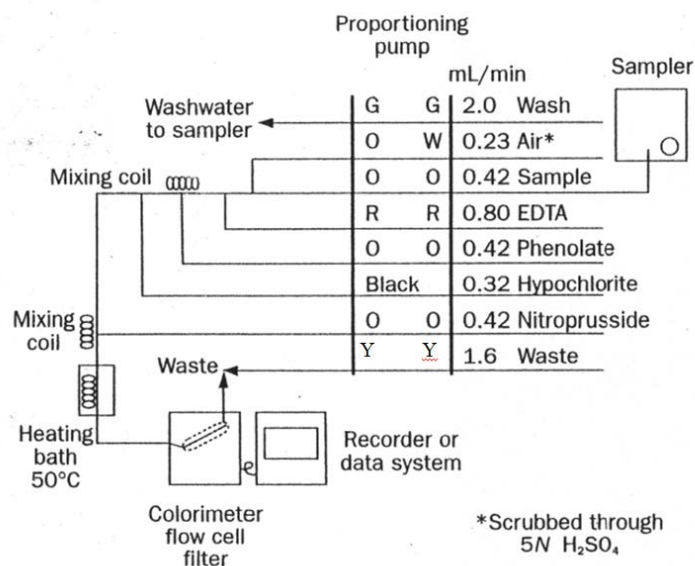 Proportioning
pump
mL/min
Sampler
Washwater
to sampler
G G 2.0 Wash
O W 0.23 Air*
Mixing coil
O O 0.42 Sample
R R 0.80 EDTA
O O 0.42 Phenolate
Black 0.32 Hypochlorite
Mixing
coil
O O 0.42 Nitroprusside
Y Y 1.6 Waste
Waste
Heating
bath
50°C
Recorder or
data system
Colorimeter
flow cell
filter
*Scrubbed through
5N H₂SO₄